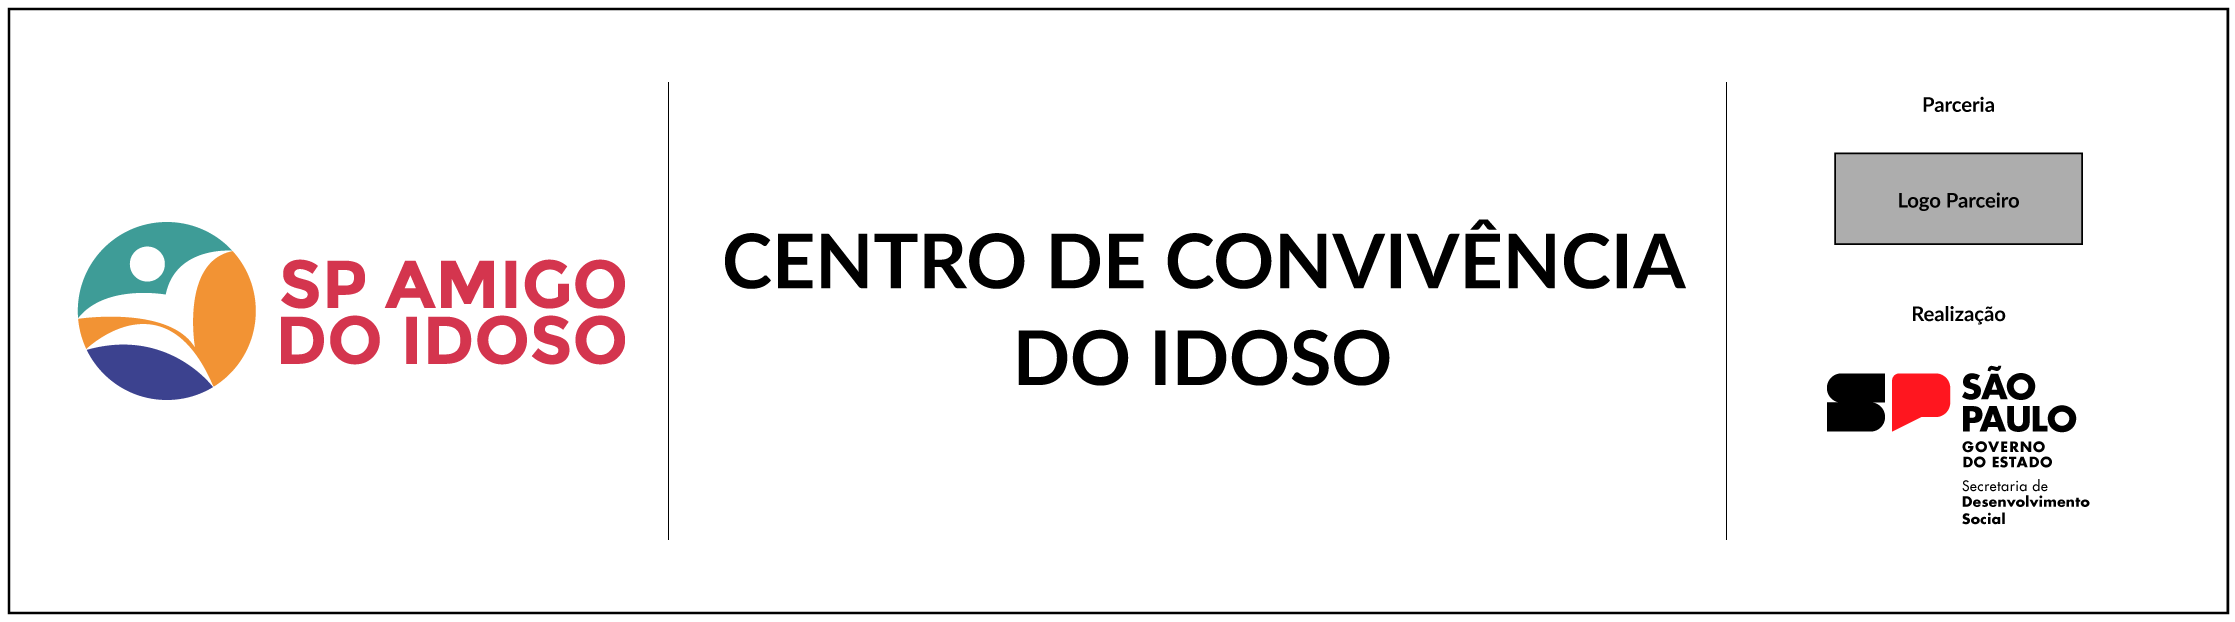 SP AMIGO
DO IDOSO
CENTRO DE CONVIVÊNCIA
DO IDOSO
Parceria
Logo Parceiro
Realização
SP
SÃO
PAULO
GOVERNO
DO ESTADO
Secretaria de
Desenvolvimento
Social